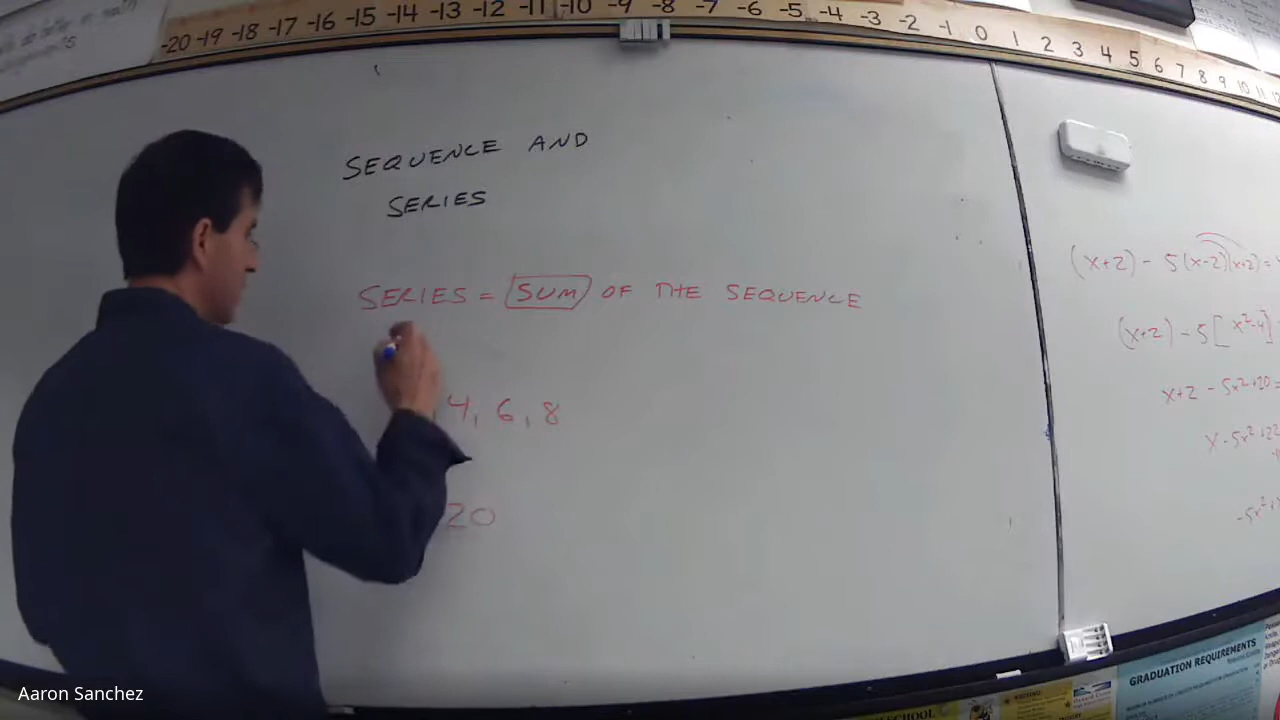 -20 -19 -18 -17 -16 -15 -14 -13 -12 -11 -10 -9 -8 -7 -6 -5 -4 -3 -2 -1 0 1 2 3 4 5 6 7 8 9 10 11
SEQUENCE AND
SERIES
SERIES = SUM OF THE SEQUENCE
4, 6, 8
20
(x+2) - 5(x-2)(x+2) =
(x+2) - 5[ x²-4]
x+2 - 5x²+20 =
x - 5x² + 22
-5x²
GRADUATION REQUIREMENTS
Aaron Sanchez